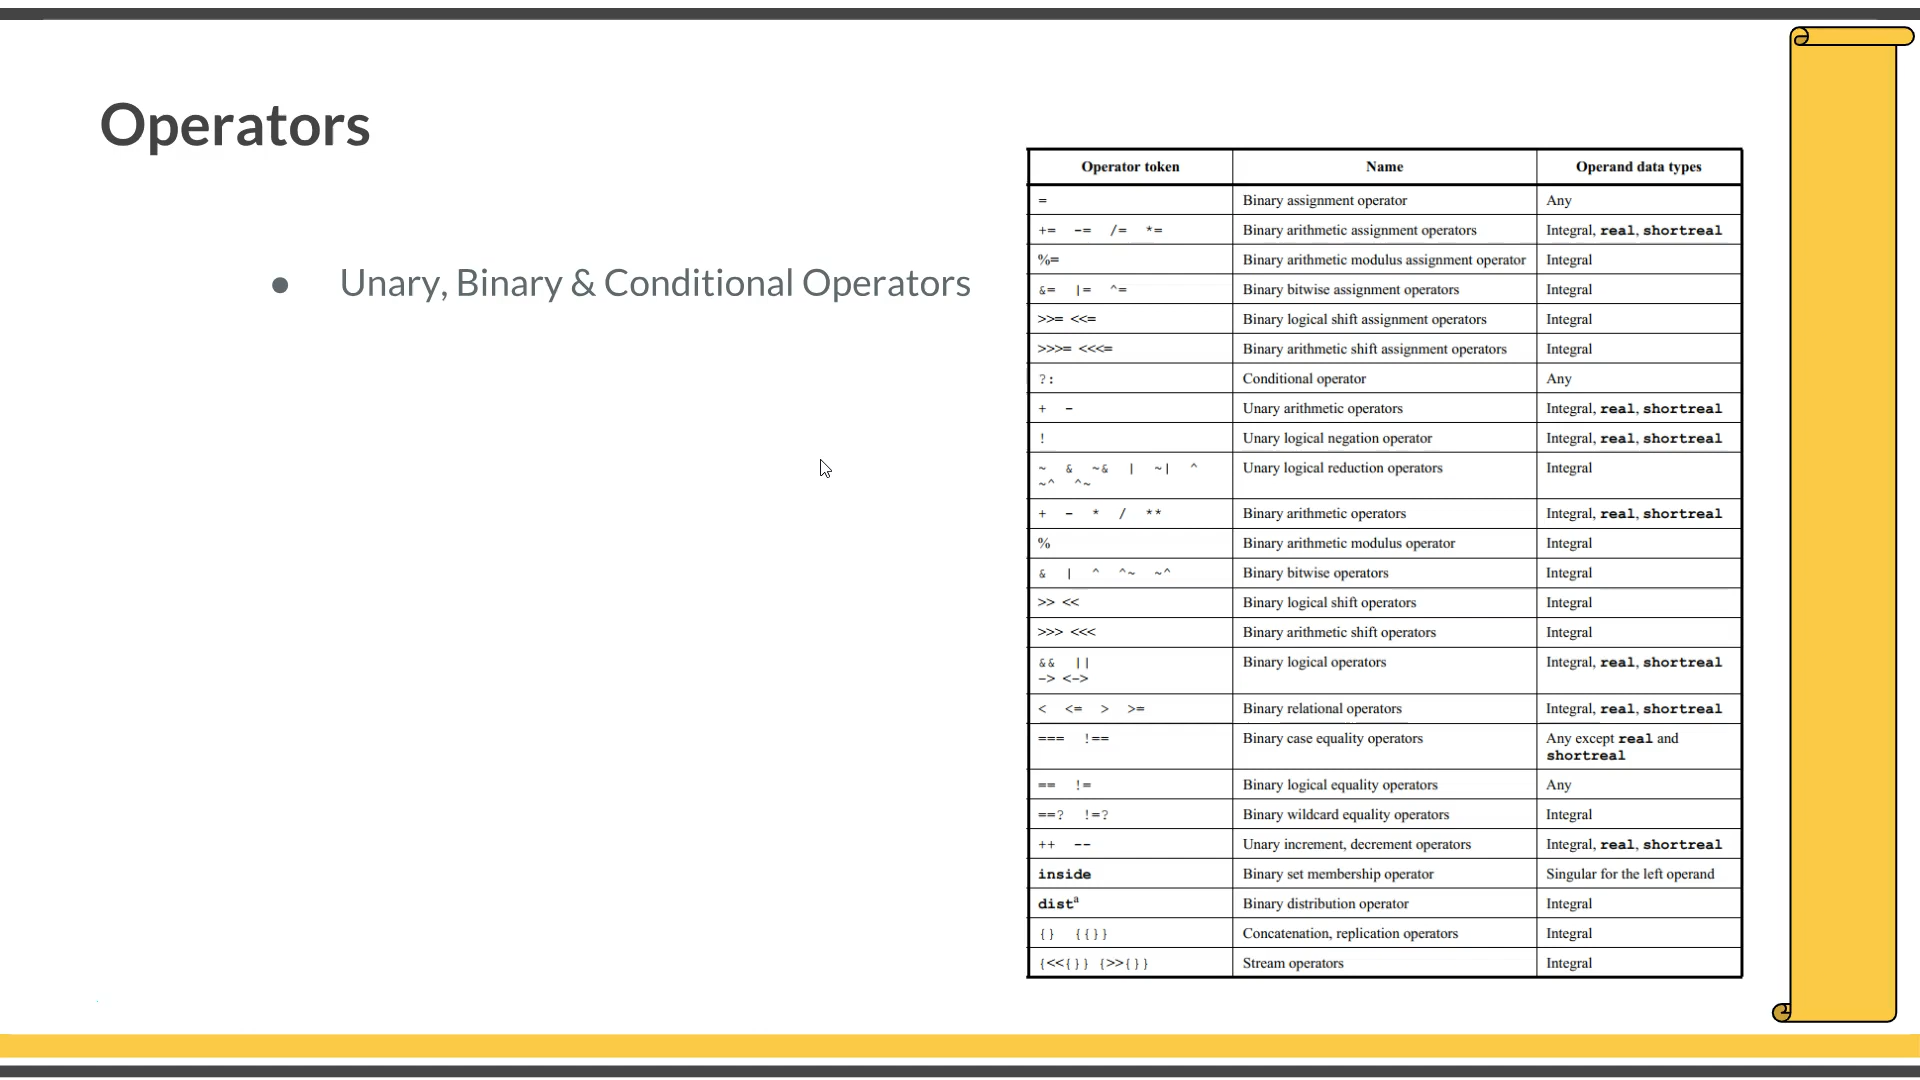 Operators
● Unary, Binary & Conditional Operators
Operator token Name Operand data types
= Binary assignment operator Any
+= -= /= *= Binary arithmetic assignment operators Integral, real, shortreal
%= Binary arithmetic modulus assignment operator Integral
&= |= ^= Binary bitwise assignment operators Integral
>>= <<= Binary logical shift assignment operators Integral
>>>= <<<= Binary arithmetic shift assignment operators Integral
?: Conditional operator Any
+ - Unary arithmetic operators Integral, real, shortreal
! Unary logical negation operator Integral, real, shortreal
~ & ~& | ~| ^ Unary logical reduction operators Integral
~^ ^~
+ - * / ** Binary arithmetic operators Integral, real, shortreal
% Binary arithmetic modulus operator Integral
& | ^ ^~ ~^ Binary bitwise operators Integral
>> << Binary logical shift operators Integral
>>> <<< Binary arithmetic shift operators Integral
&& || Binary logical operators Integral, real, shortreal
-> <->
< <= > >= Binary relational operators Integral, real, shortreal
=== !== Binary case equality operators Any except real and
shortreal
== != Binary logical equality operators Any
==? !=? Binary wildcard equality operators Integral
++ -- Unary increment, decrement operators Integral, real, shortreal
inside Binary set membership operator Singular for the left operand
dist^a Binary distribution operator Integral
{} {{}} Concatenation, replication operators Integral
{<<{}} {>>{}} Stream operators Integral